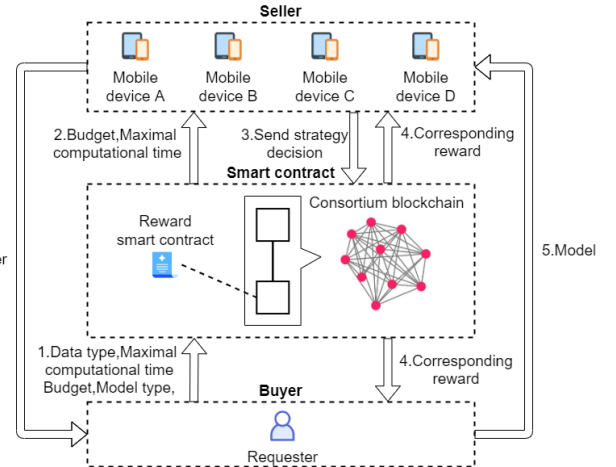 Seller
Mobile
device A
Mobile
device B
Mobile
device C
Mobile
device D
2.Budget,Maximal
computational time
3.Send strategy
decision
4.Corresponding
reward
Smart contract
Reward
smart contract
Consortium blockchain
5.Model
1.Data type,Maximal
computational time
Budget,Model type,
4.Corresponding
reward
Buyer
Requester